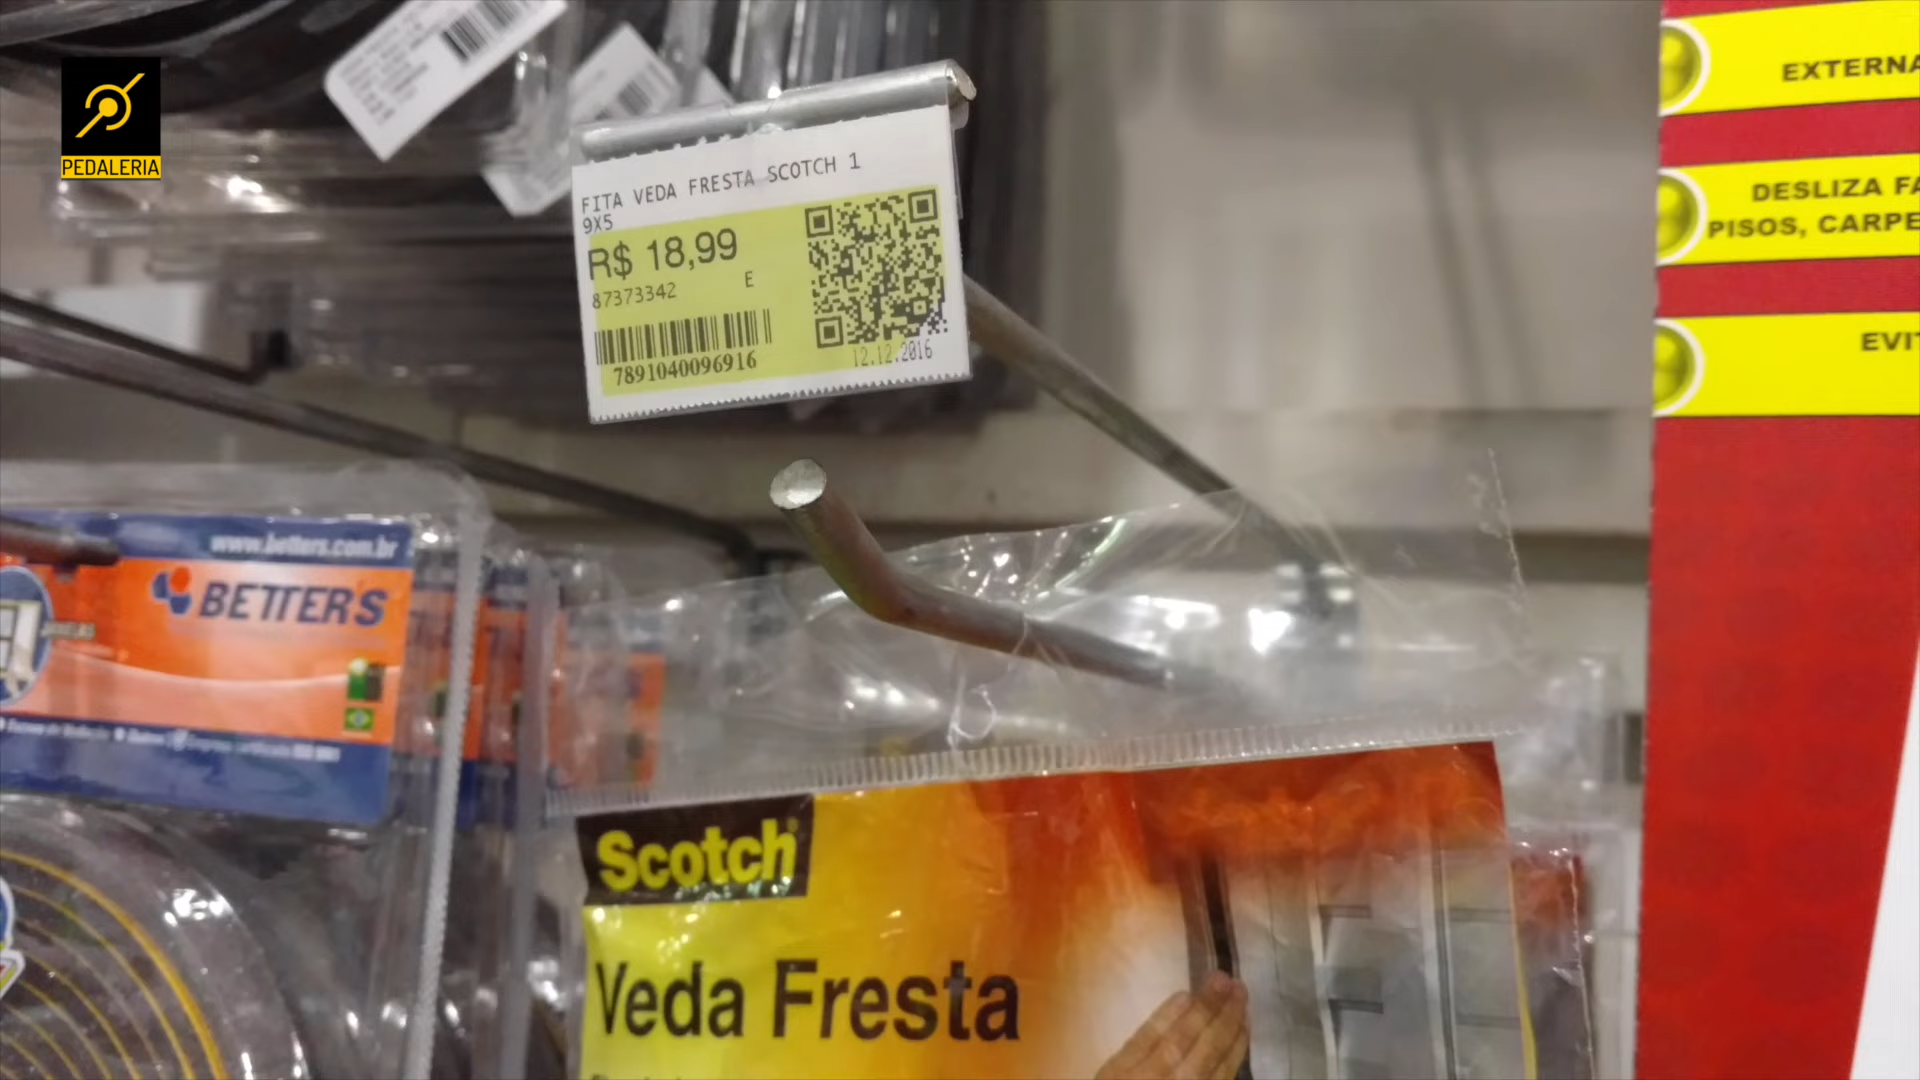 PEDALERIA
FITA VEDA FRESTA SCOTCH 1
9X5
R$ 18,99
87373342 E
7891040096916
12.12.2016
EXTERNA
DESLIZA FA
PISOS, CARPE
EVIT
www.betters.com.br
BETTERS
Scotch
Veda Fresta